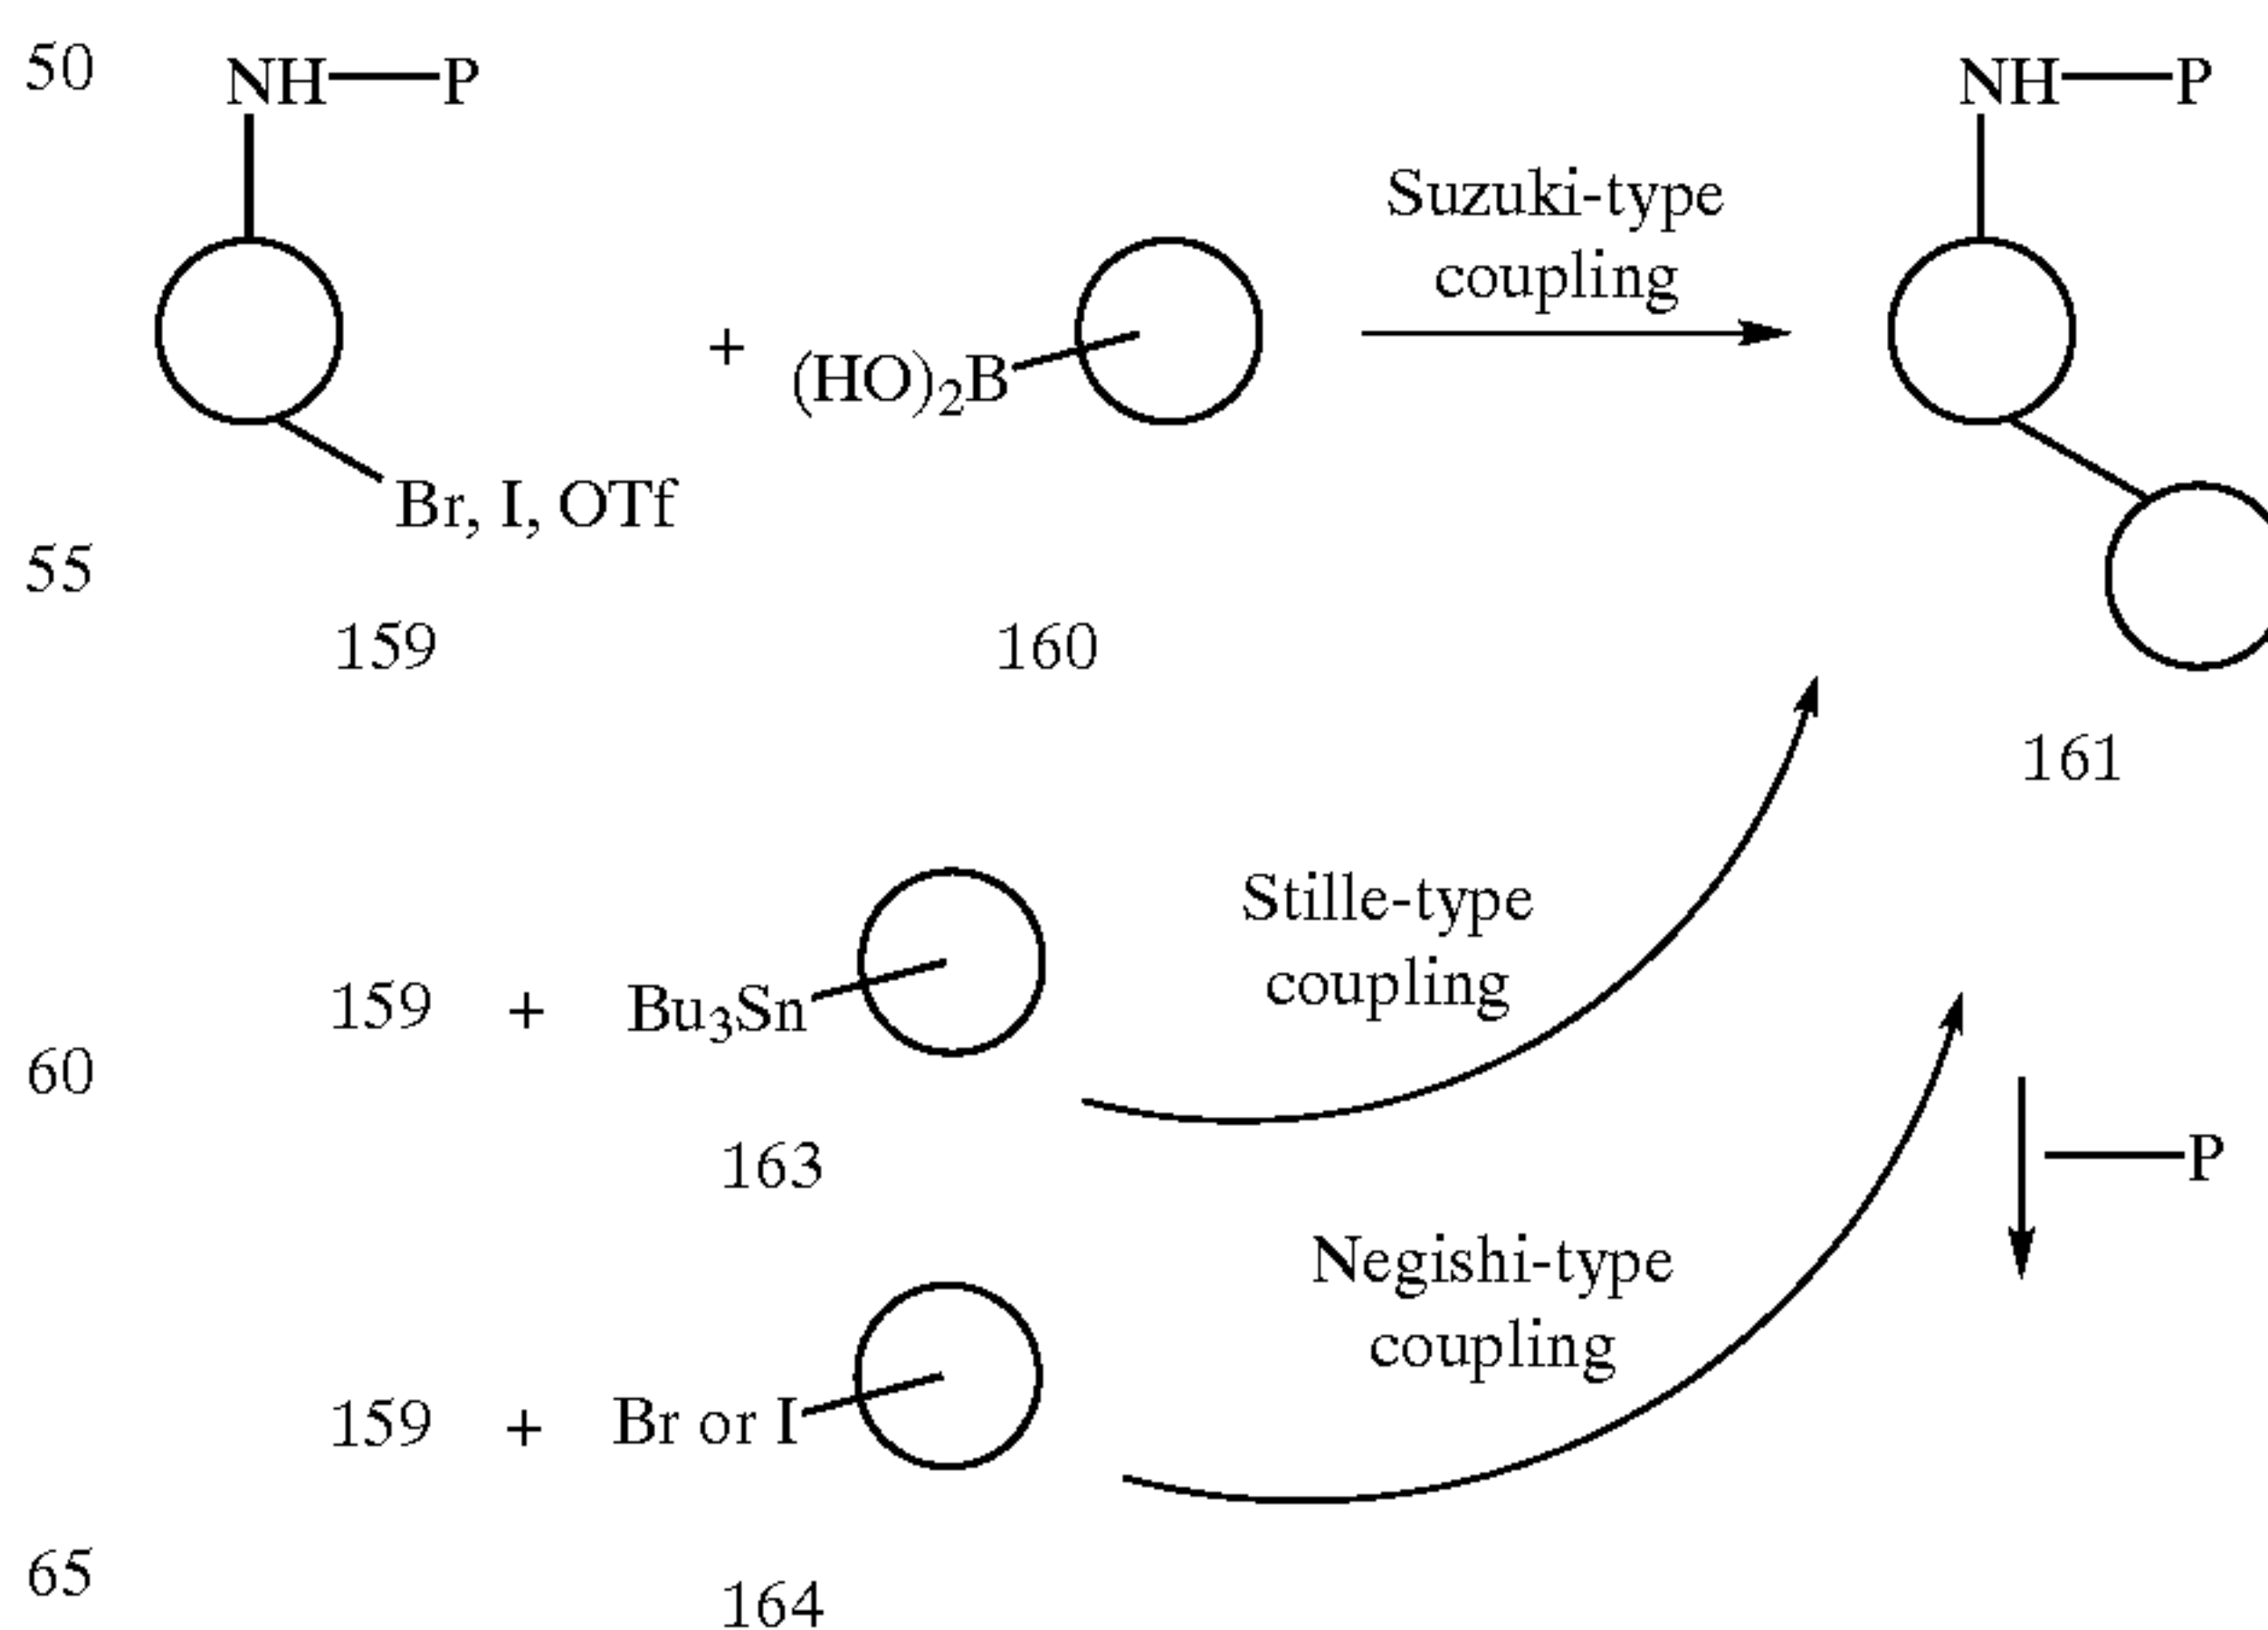 50
NH—P
NH—P
Suzuki-type
coupling
+
(HO)₂B
Br, I, OTf
55
159
160
161
Stille-type
coupling
159 + Bu₃Sn
60
163
—P
Negishi-type
coupling
159 + Br or I
65
164